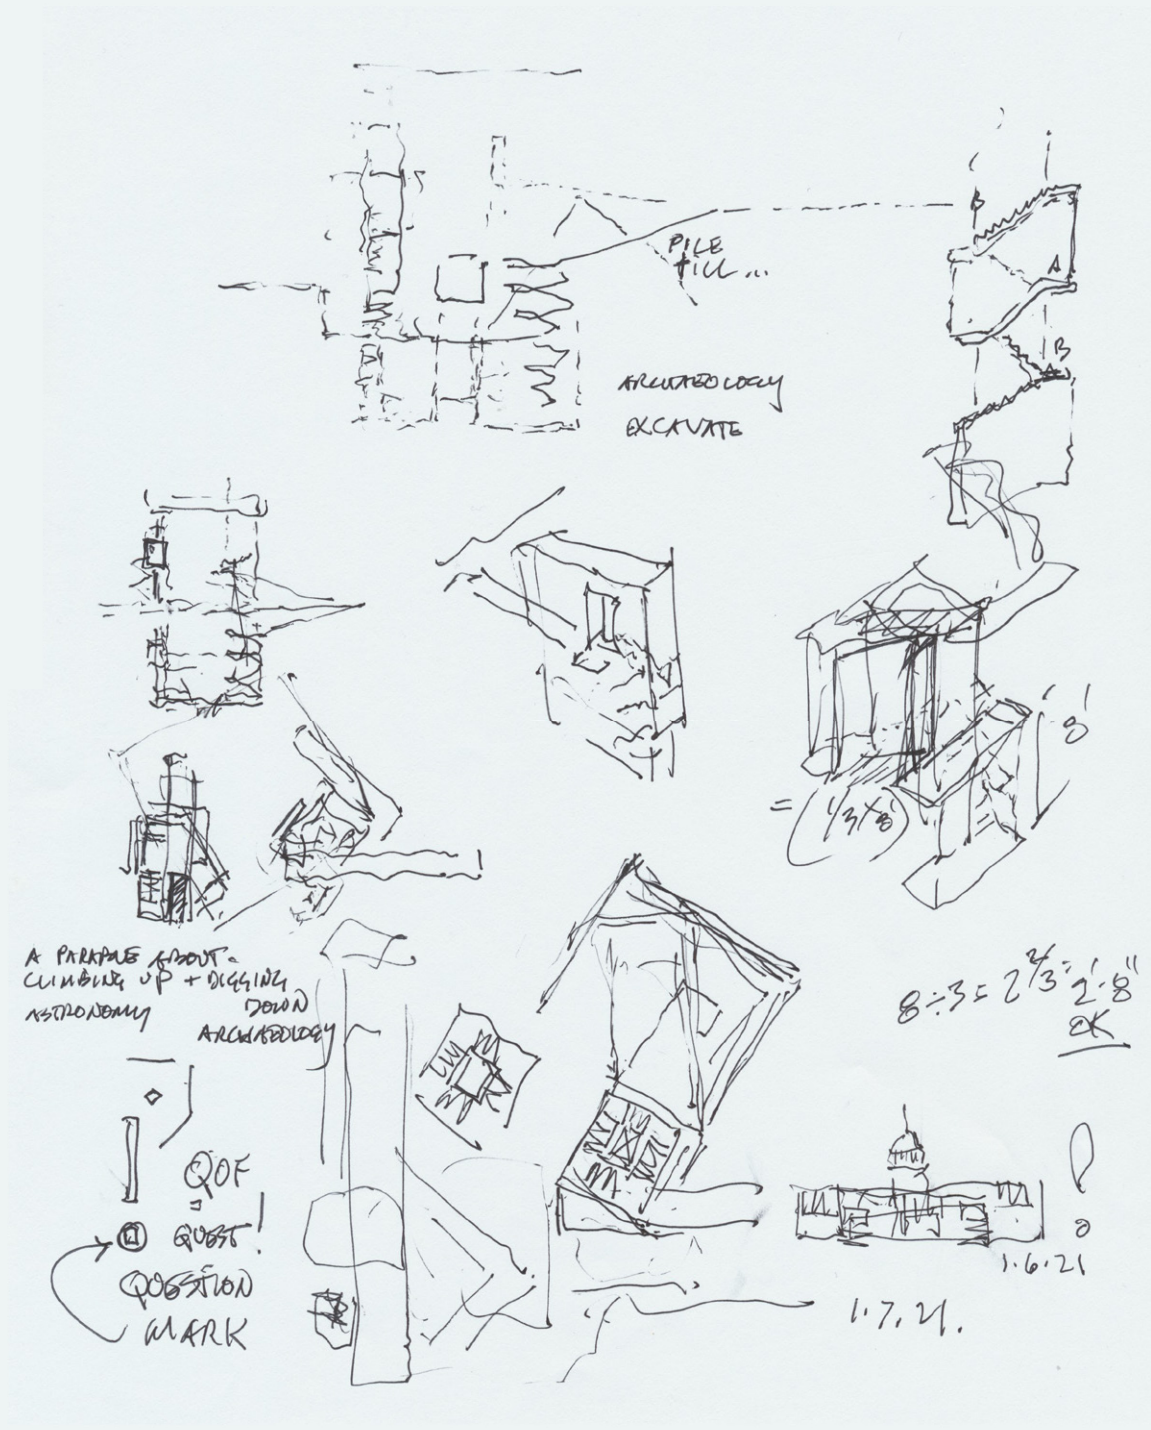 B
PILE
FILL...
A
B
A
ARCHAEOLOGY
EXCAVATE
8'
= (1/3 x 8')
A PARABLE ABOUT
CLIMBING UP + DIGGING
DOWN
ASTRONOMY
ARCHAEOLOGY
8÷3= 2 2/3 = 2'-8"
OK
QUEST!
QUESTION
MARK
1.6.21
1.7.21.